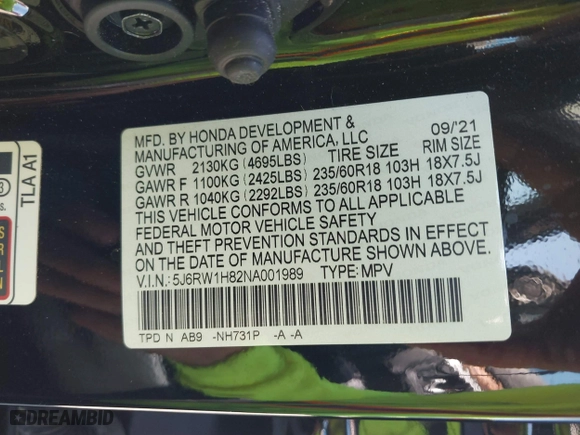 MFD. BY HONDA DEVELOPMENT &
MANUFACTURING OF AMERICA, LLC 09/'21
GVWR 2130KG (4695LBS) TIRE SIZE RIM SIZE
GAWR F 1100KG (2425LBS) 235/60R18 103H 18X7.5J
GAWR R 1040KG (2292LBS) 235/60R18 103H 18X7.5J
THIS VEHICLE CONFORMS TO ALL APPLICABLE
FEDERAL MOTOR VEHICLE SAFETY
AND THEFT PREVENTION STANDARDS IN EFFECT
ON THE DATE OF MANUFACTURE SHOWN ABOVE.
V.I.N.: 5J6RW1H82NA001989 TYPE: MPV
TPD N AB9 -NH731P -A -A
TLA A1
DREAMBID